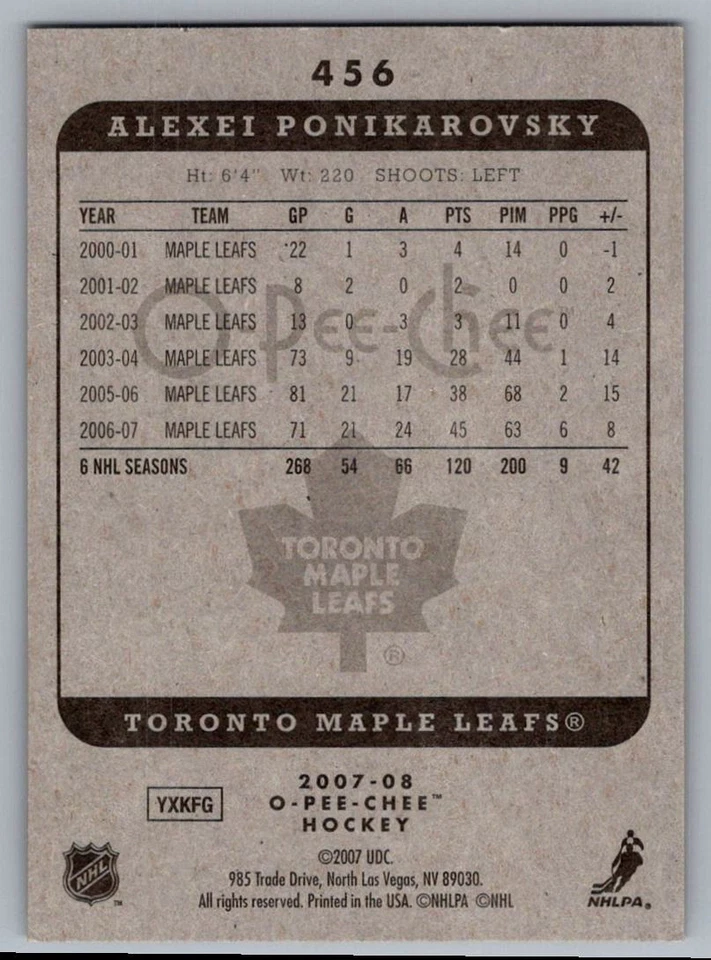 456
ALEXEI PONIKAROVSKY
Ht: 6'4" Wt: 220 SHOOTS: LEFT
YEAR TEAM GP G A PTS PIM PPG +/-
2000-01 MAPLE LEAFS 22 1 3 4 14 0 -1
2001-02 MAPLE LEAFS 8 2 0 2 0 0 2
2002-03 MAPLE LEAFS 13 0 3 3 11 0 4
O-Pee-Chee
2003-04 MAPLE LEAFS 73 9 19 28 44 1 14
2005-06 MAPLE LEAFS 81 21 17 38 68 2 15
2006-07 MAPLE LEAFS 71 21 24 45 63 6 8
6 NHL SEASONS 268 54 66 120 200 9 42
TORONTO
MAPLE
LEAFS
®
TORONTO MAPLE LEAFS®
2007-08
YXKFG O-PEE-CHEE™
HOCKEY
©2007 UDC.
985 Trade Drive, North Las Vegas, NV 89030.
All rights reserved. Printed in the USA. ©NHLPA ©NHL
NHL ™
NHLPA®